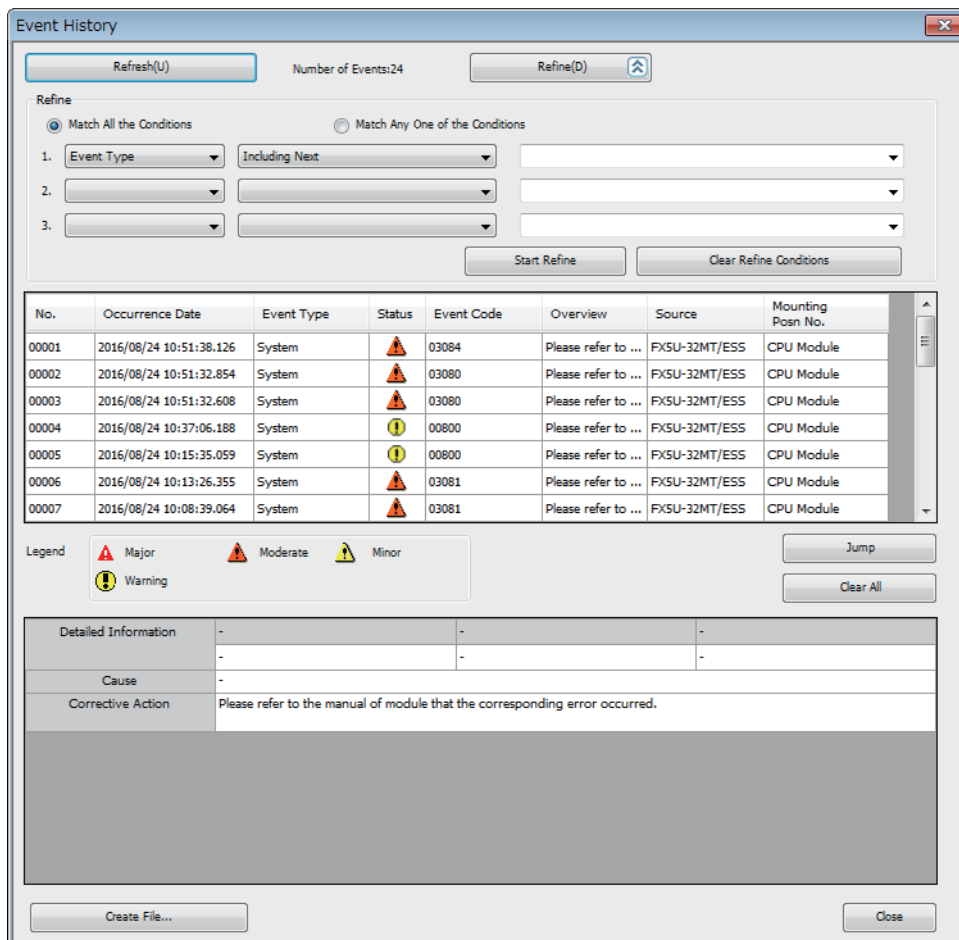 Event History
Refresh(U) Number of Events:24 Refine(D)
Refine
Match All the Conditions Match Any One of the Conditions
1. Event Type Including Next
2.
3.
Start Refine Clear Refine Conditions
No. Occurrence Date Event Type Status Event Code Overview Source Mounting Posn No.
00001 2016/08/24 10:51:38.126 System 03084 Please refer to ... FX5U-32MT/ESS CPU Module
00002 2016/08/24 10:51:32.854 System 03080 Please refer to ... FX5U-32MT/ESS CPU Module
00003 2016/08/24 10:51:32.608 System 03080 Please refer to ... FX5U-32MT/ESS CPU Module
00004 2016/08/24 10:37:06.188 System 00800 Please refer to ... FX5U-32MT/ESS CPU Module
00005 2016/08/24 10:15:35.059 System 00800 Please refer to ... FX5U-32MT/ESS CPU Module
00006 2016/08/24 10:13:26.355 System 03081 Please refer to ... FX5U-32MT/ESS CPU Module
00007 2016/08/24 10:08:39.064 System 03081 Please refer to ... FX5U-32MT/ESS CPU Module
Legend Major Moderate Minor Jump
Warning Clear All
Detailed Information - - -
- - -
Cause -
Corrective Action Please refer to the manual of module that the corresponding error occurred.
Create File... Close